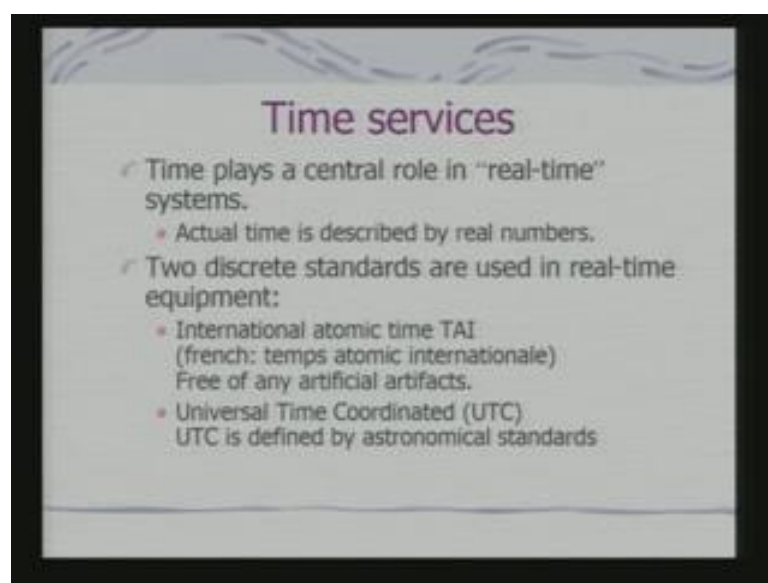 Time services
Time plays a central role in “real-time”
systems.
Actual time is described by real numbers.
Two discrete standards are used in real-time
equipment:
International atomic time TAI
(french: temps atomic internationale)
Free of any artificial artifacts.
Universal Time Coordinated (UTC)
UTC is defined by astronomical standards